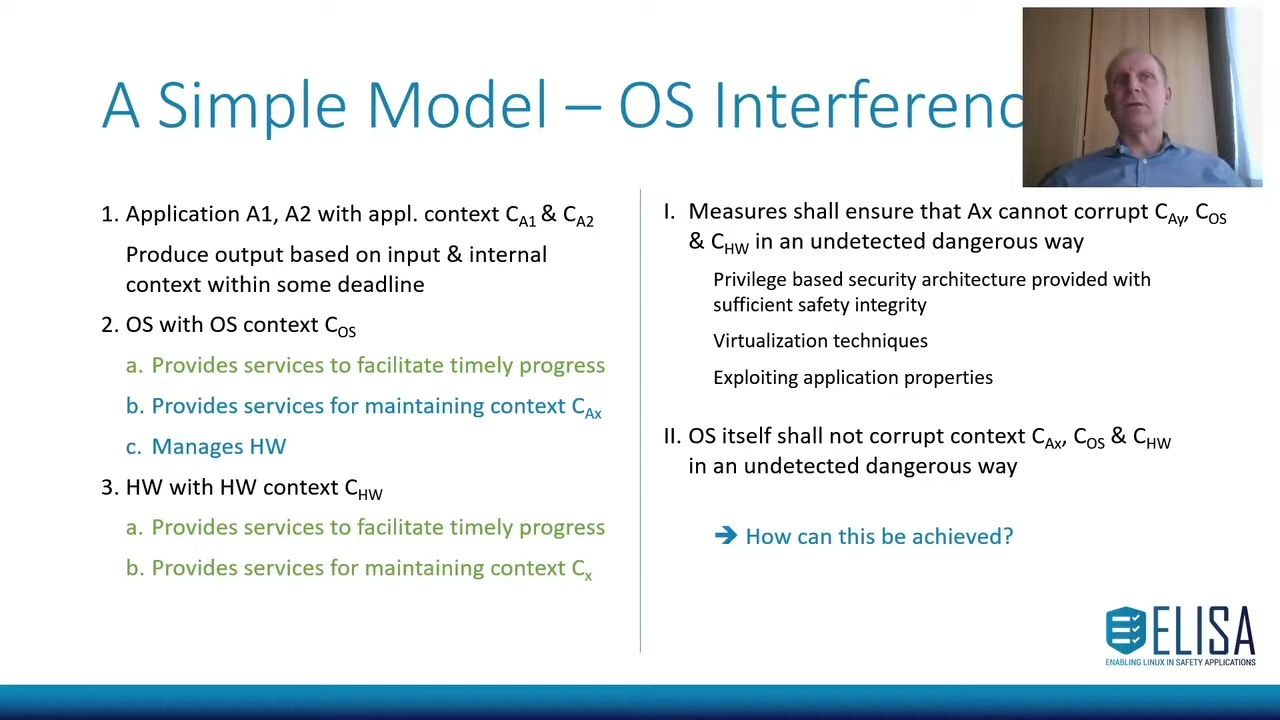 A Simple Model – OS Interferenc
1. Application A1, A2 with appl. context CA1 & CA2
Produce output based on input & internal
context within some deadline
2. OS with OS context COS
a. Provides services to facilitate timely progress
b. Provides services for maintaining context CAx
c. Manages HW
3. HW with HW context CHW
a. Provides services to facilitate timely progress
b. Provides services for maintaining context Cx
I. Measures shall ensure that Ax cannot corrupt CAy, COS
& CHW in an undetected dangerous way
Privilege based security architecture provided with
sufficient safety integrity
Virtualization techniques
Exploiting application properties
II. OS itself shall not corrupt context CAx, COS & CHW
in an undetected dangerous way
➔ How can this be achieved?
ELISA
ENABLING LINUX IN SAFETY APPLICATIONS